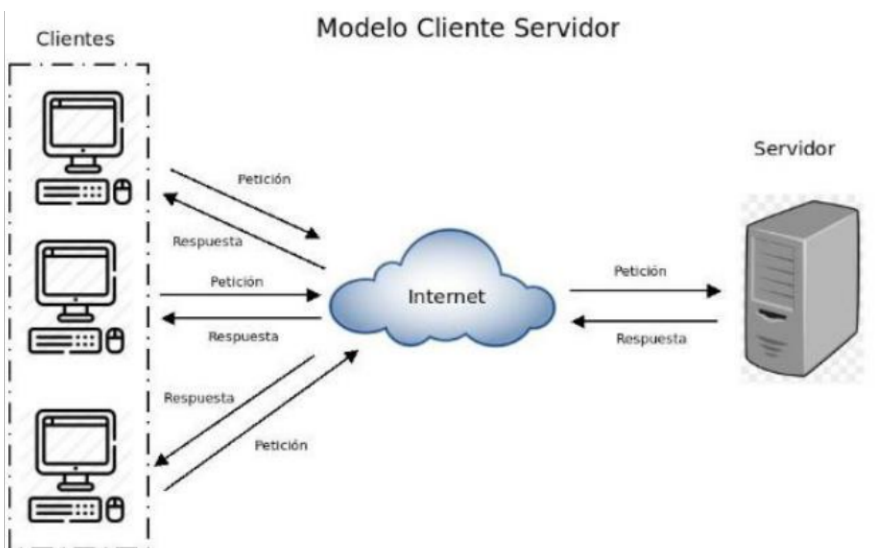 Modelo Cliente Servidor
Clientes
Servidor
Petición
Respuesta
Petición
Respuesta
Respuesta
Petición
Internet
Petición
Respuesta